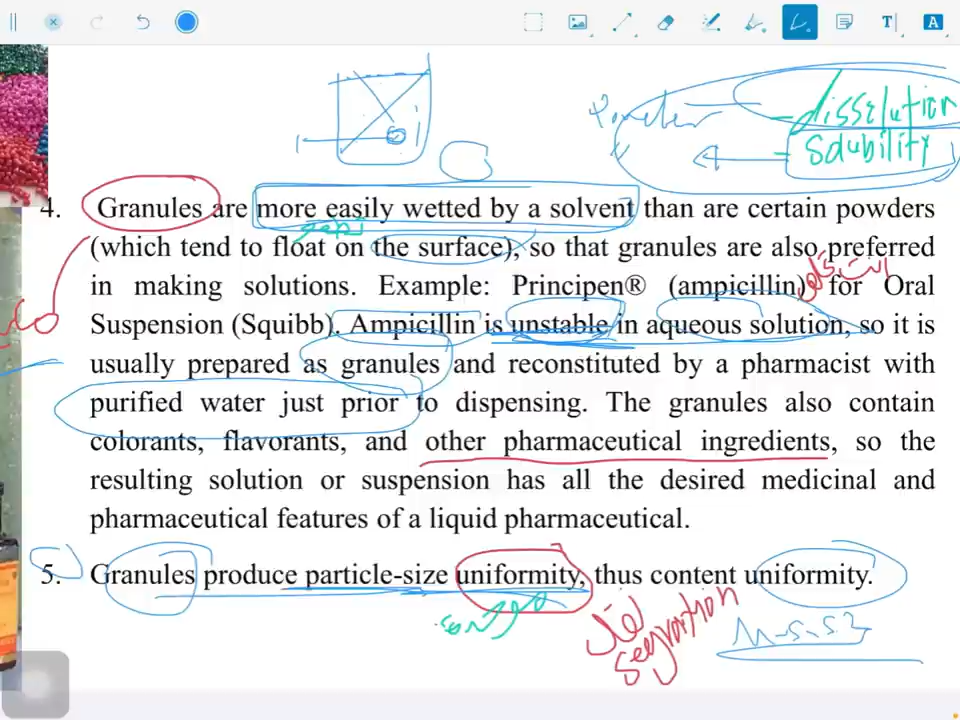 dissolution
solubility
4. Granules are more easily wetted by a solvent than are certain powders
(which tend to float on the surface), so that granules are also preferred
in making solutions. Example: Principen® (ampicillin) for Oral
Suspension (Squibb). Ampicillin is unstable in aqueous solution, so it is
usually prepared as granules and reconstituted by a pharmacist with
purified water just prior to dispensing. The granules also contain
colorants, flavorants, and other pharmaceutical ingredients, so the
resulting solution or suspension has all the desired medicinal and
pharmaceutical features of a liquid pharmaceutical.
5. Granules produce particle-size uniformity, thus content uniformity.